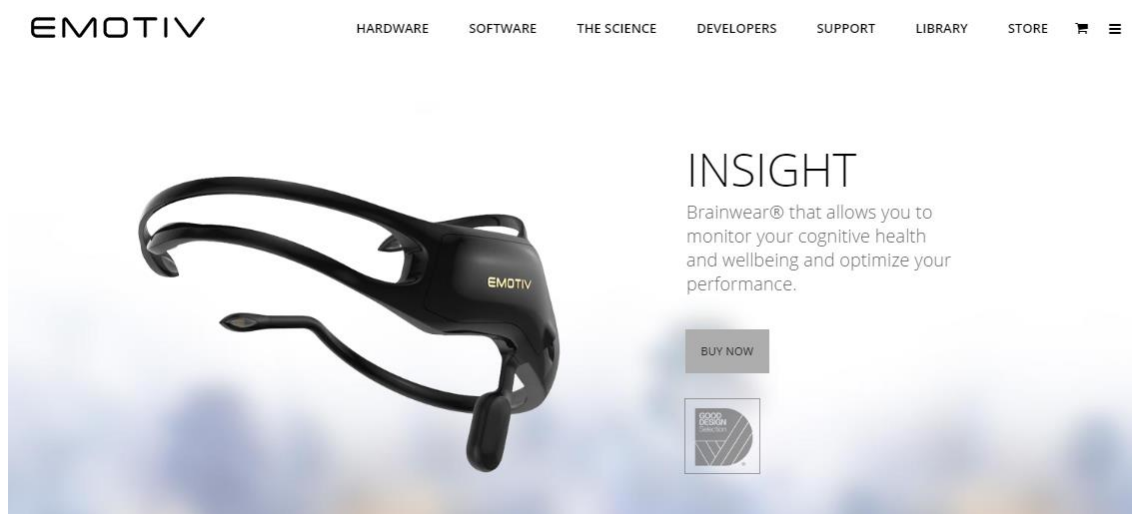 EMOTIV
HARDWARE SOFTWARE THE SCIENCE DEVELOPERS SUPPORT LIBRARY STORE
INSIGHT
Brainwear® that allows you to
monitor your cognitive health
and wellbeing and optimize your
performance.
EMOTIV
BUY NOW
GOOD
DESIGN
Selection